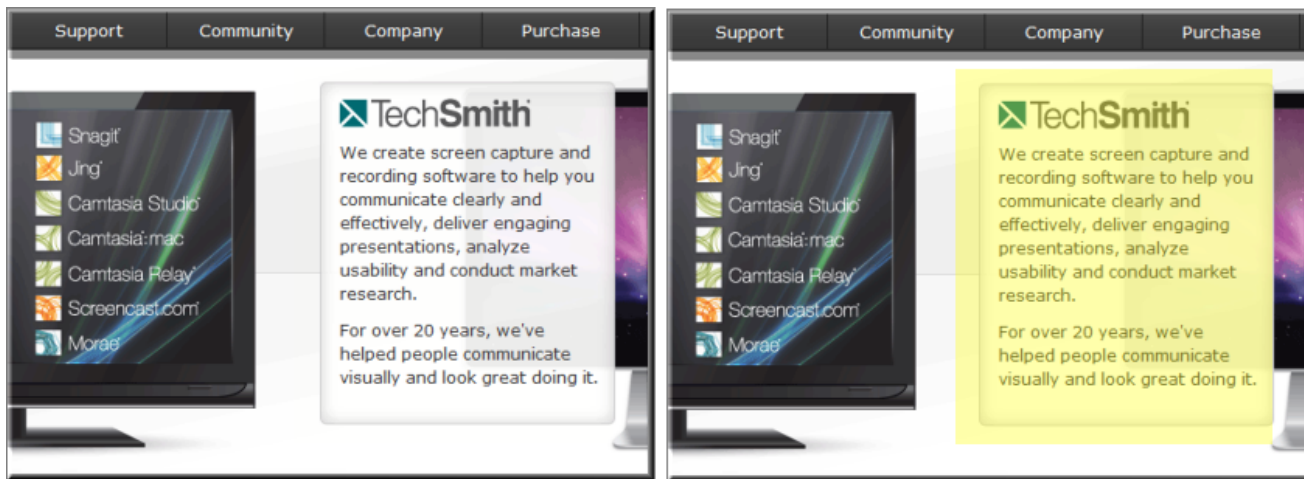 Support Community Company Purchase
Snagit
Jing
Camtasia Studio
Camtasia:mac
Camtasia Relay
Screencast.com
Morae
TechSmith
We create screen capture and
recording software to help you
communicate clearly and
effectively, deliver engaging
presentations, analyze
usability and conduct market
research.
For over 20 years, we've
helped people communicate
visually and look great doing it.
Support Community Company Purchase
Snagit
Jing
Camtasia Studio
Camtasia:mac
Camtasia Relay
Screencast.com
Morae
TechSmith
We create screen capture and
recording software to help you
communicate clearly and
effectively, deliver engaging
presentations, analyze
usability and conduct market
research.
For over 20 years, we've
helped people communicate
visually and look great doing it.